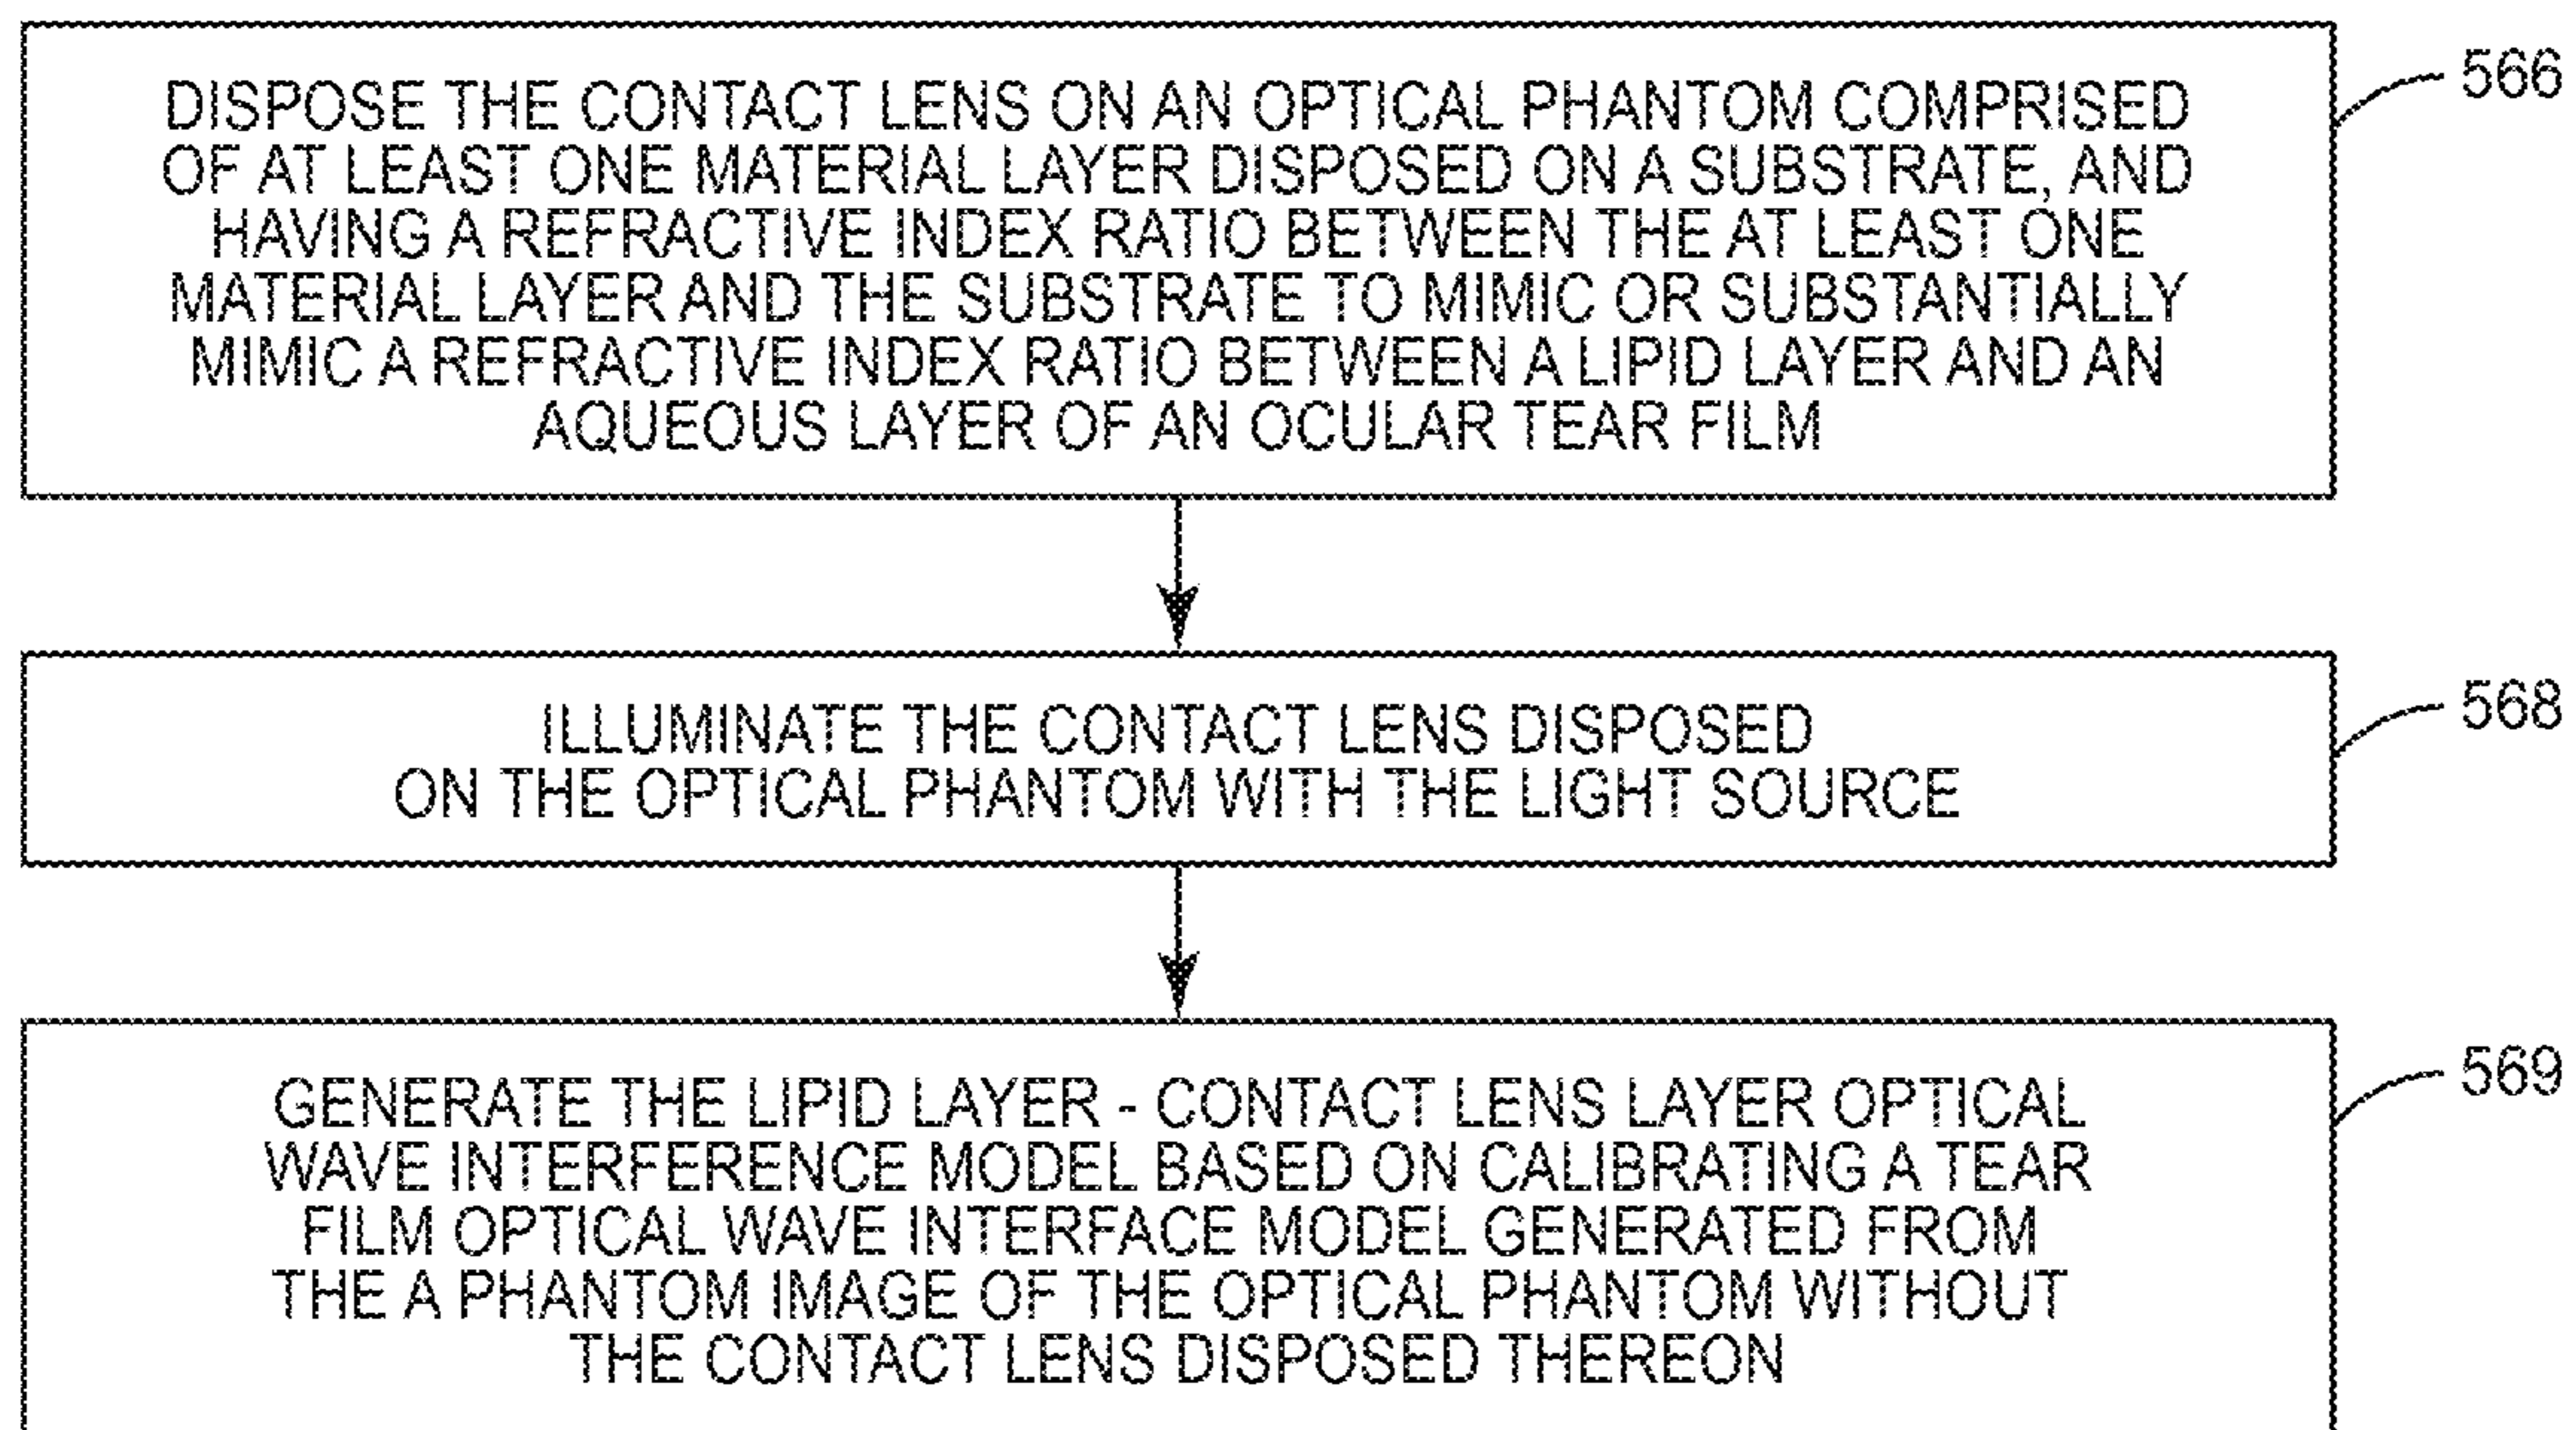 DISPOSE THE CONTACT LENS ON AN OPTICAL PHANTOM COMPRISED
OF AT LEAST ONE MATERIAL LAYER DISPOSED ON A SUBSTRATE, AND
HAVING A REFRACTIVE INDEX RATIO BETWEEN THE AT LEAST ONE
MATERIAL LAYER AND THE SUBSTRATE TO MIMIC OR SUBSTANTIALLY
MIMIC A REFRACTIVE INDEX RATIO BETWEEN A LIPID LAYER AND AN
AQUEOUS LAYER OF AN OCULAR TEAR FILM
566
ILLUMINATE THE CONTACT LENS DISPOSED
ON THE OPTICAL PHANTOM WITH THE LIGHT SOURCE
568
GENERATE THE LIPID LAYER - CONTACT LENS LAYER OPTICAL
WAVE INTERFERENCE MODEL BASED ON CALIBRATING A TEAR
FILM OPTICAL WAVE INTERFACE MODEL GENERATED FROM
THE A PHANTOM IMAGE OF THE OPTICAL PHANTOM WITHOUT
THE CONTACT LENS DISPOSED THEREON
569